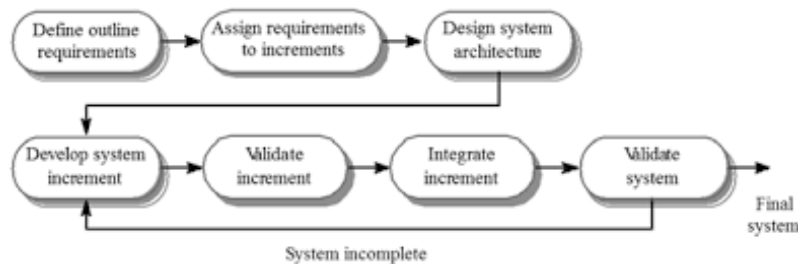 Define outline
requirements
Assign requirements
to increments
Design system
architecture
Develop system
increment
Validate
increment
Integrate
increment
Validate
system
Final
system
System incomplete